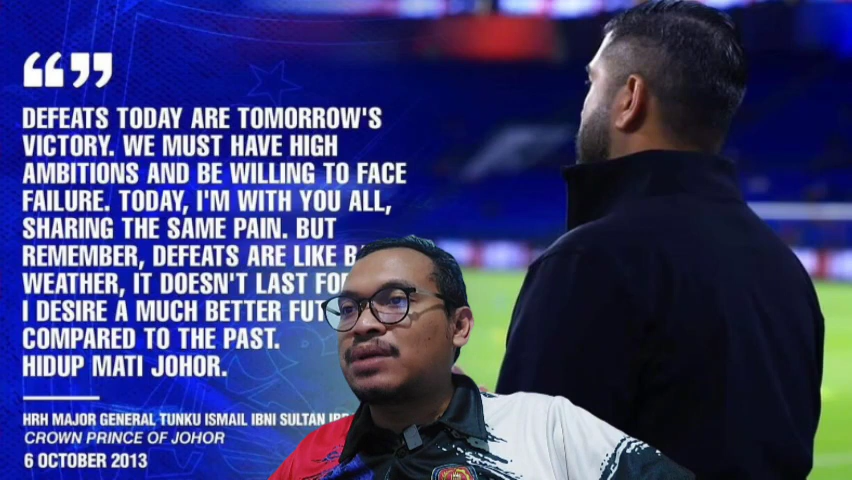 DEFEATS TODAY ARE TOMORROW'S
VICTORY. WE MUST HAVE HIGH
AMBITIONS AND BE WILLING TO FACE
FAILURE. TODAY, I'M WITH YOU ALL,
SHARING THE SAME PAIN. BUT
REMEMBER, DEFEATS ARE LIKE
WEATHER, IT DOESN'T LAST
I DESIRE A MUCH BETTER
COMPARED TO THE PAST.
HIDUP MATI JOHOR.
HRH MAJOR GENERAL TUNKU ISMAIL IBNI SULTAN
CROWN PRINCE OF JOHOR
6 OCTOBER 2013